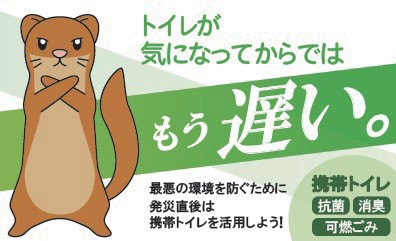 トイレが
気になってからでは
もう遅い。
最悪の環境を防ぐために
発災直後は
携帯トイレを活用しよう!
携帯トイレ
抗菌 消臭
可燃ごみ